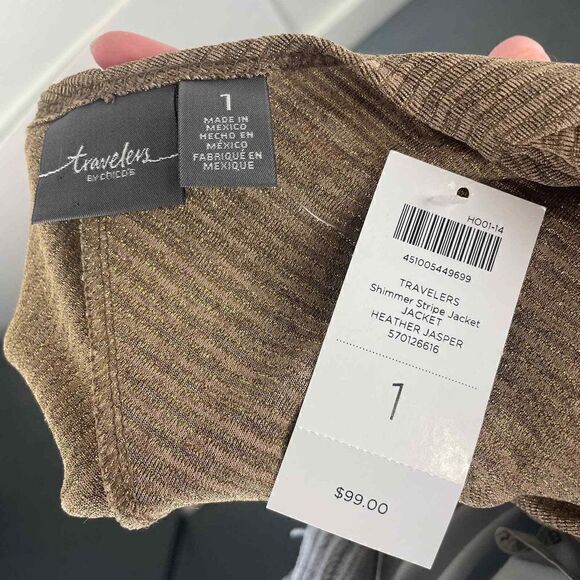 travelers
BY CHICO'S
1
MADE IN
MEXICO
HECHO EN
MÉXICO
FABRIQUÉ EN
MEXIQUE
HO01-14
451005449699
TRAVELERS
Shimmer Stripe Jacket
JACKET
HEATHER JASPER
570126616
1
$99.00